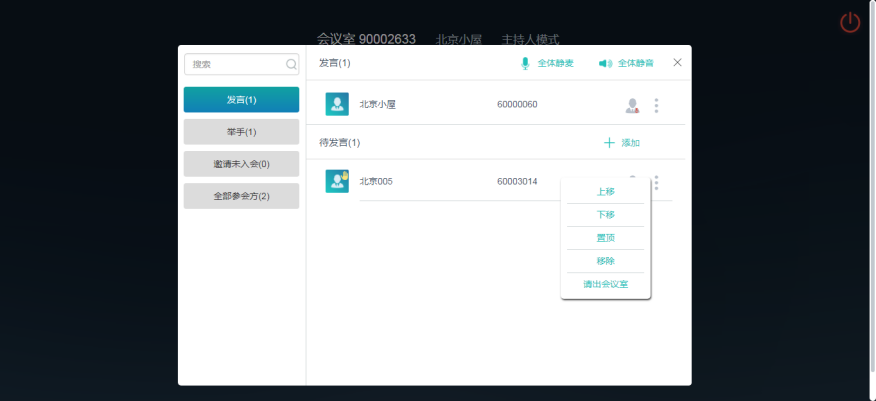 会议室 90002633 北京小屋 主持人模式
搜索
发言(1)
举手(1)
邀请未入会(0)
全部参会方(2)
发言(1) 全体静麦 全体静音
北京小屋 60000060
待发言(1) 添加
北京005 60003014
上移
下移
置顶
移除
请出会议室